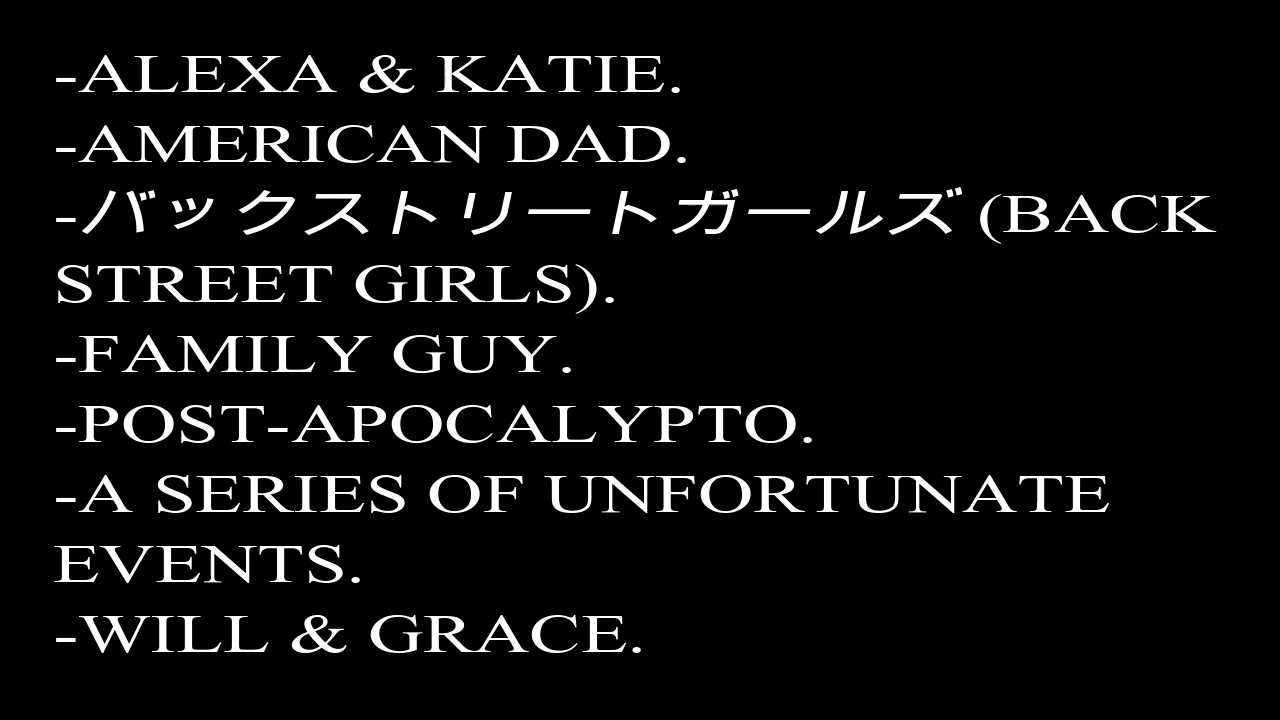 -ALEXA & KATIE.
-AMERICAN DAD.
-バックストリートガールズ (BACK
STREET GIRLS).
-FAMILY GUY.
-POST-APOCALYPTO.
-A SERIES OF UNFORTUNATE
EVENTS.
-WILL & GRACE.